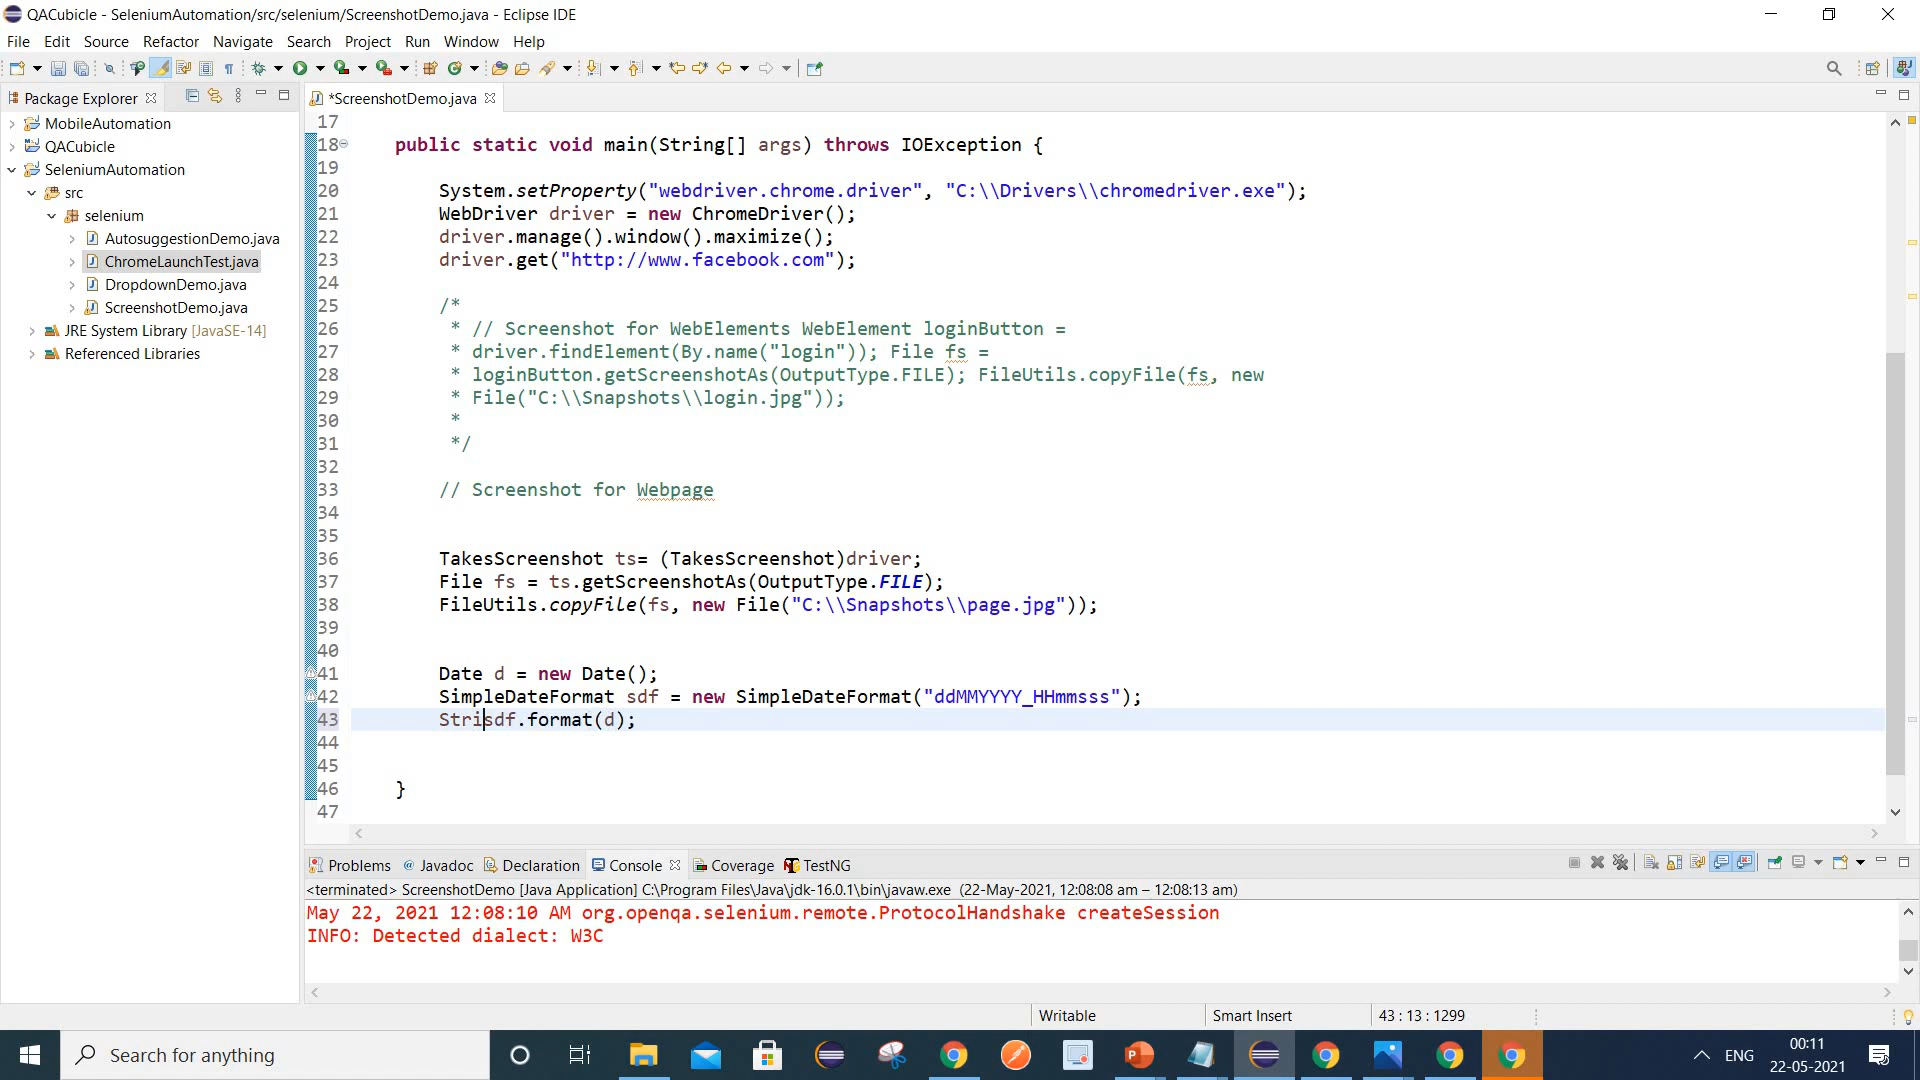 QACubicle - SeleniumAutomation/src/selenium/ScreenshotDemo.java - Eclipse IDE
File Edit Source Refactor Navigate Search Project Run Window Help
Package Explorer
MobileAutomation
QACubicle
SeleniumAutomation
src
selenium
AutosuggestionDemo.java
ChromeLaunchTest.java
DropdownDemo.java
ScreenshotDemo.java
JRE System Library [JavaSE-14]
Referenced Libraries
*ScreenshotDemo.java
17
18 public static void main(String[] args) throws IOException {
19
20 System.setProperty("webdriver.chrome.driver", "C:\\Drivers\\chromedriver.exe");
21 WebDriver driver = new ChromeDriver();
22 driver.manage().window().maximize();
23 driver.get("http://www.facebook.com");
24
25 /*
26 * // Screenshot for WebElements WebElement loginButton =
27 * driver.findElement(By.name("login")); File fs =
28 * loginButton.getScreenshotAs(OutputType.FILE); FileUtils.copyFile(fs, new
29 * File("C:\\Snapshots\\login.jpg"));
30 *
31 */
32
33 // Screenshot for Webpage
34
35
36 TakesScreenshot ts= (TakesScreenshot)driver;
37 File fs = ts.getScreenshotAs(OutputType.FILE);
38 FileUtils.copyFile(fs, new File("C:\\Snapshots\\page.jpg"));
39
40
41 Date d = new Date();
42 SimpleDateFormat sdf = new SimpleDateFormat("ddMMYYYY_HHmmsss");
43 Strisdf.format(d);
44
45
46 }
47
Problems @ Javadoc Declaration Console Coverage TestNG
<terminated> ScreenshotDemo [Java Application] C:\Program Files\Java\jdk-16.0.1\bin\javaw.exe (22-May-2021, 12:08:08 am – 12:08:13 am)
May 22, 2021 12:08:10 AM org.openqa.selenium.remote.ProtocolHandshake createSession
INFO: Detected dialect: W3C
Writable Smart Insert 43 : 13 : 1299
Search for anything
ENG
00:11
22-05-2021